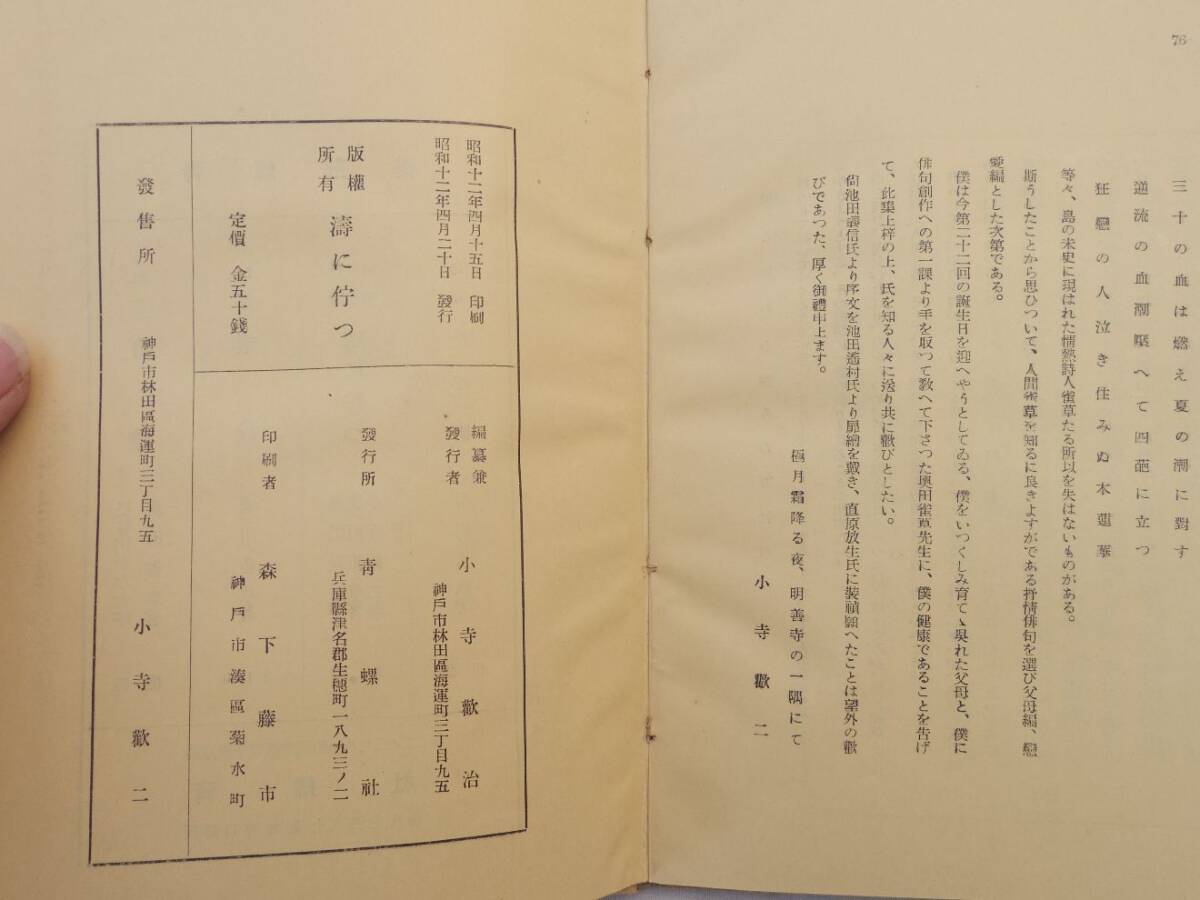 76
三十の血は燃え夏の潮に對す
逆流の血潮堰へて四葩に立つ
狂戀の人泣き住みぬ木蓮華
等々、島の未史に現はれた情熱詩人雀草たる所以を失はないものがある。
斯うしたことから思ひついて、人間雀草を知るに良きよすがである抒情俳句を選び父母編、戀
愛編とした次第である。
僕は今第二十二回の誕生日を迎へやうとしてゐる、僕をいつくしみ育てゝ吳れた父母と、僕に
俳句創作への第一課より手を取つて教へて下さつた奥田雀草先生に、僕の健康であることを告げ
て、此集上梓の上、氏を知る人々に送り共に歡びとしたい。
尙池田義信氏より序文を池田遙村氏より扉繪を戴き、直原放生氏に裝禎願へたことは望外の歡
びであつた、厚く御禮申上ます。
極月霜降る夜、明善寺の一隅にて
小寺歡二
昭和十二年四月十五日 印刷
昭和十二年四月二十日 發行
版權
所有
濤に佇つ
定價 金五十錢
編纂兼
發行者
小寺歡治
神戶市林田區海運町三丁目九五
發行所
靑螺社
兵庫縣津名郡生穗町一八九三ノ二
印刷者
森下藤市
神戶市湊區菊水町
發售所
神戶市林田區海運町三丁目九五
小寺歡二